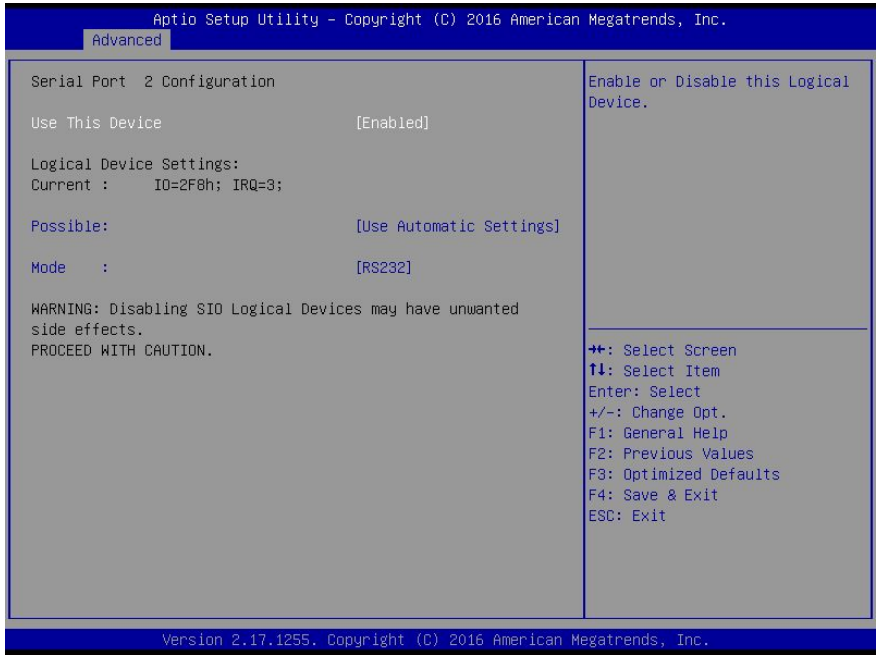 Aptio Setup Utility – Copyright (C) 2016 American Megatrends, Inc.
Advanced
Serial Port  2 Configuration
Use This Device [Enabled]
Logical Device Settings:
Current :  IO=2F8h; IRQ=3;
Possible: [Use Automatic Settings]
Mode : [RS232]
WARNING: Disabling SIO Logical Devices may have unwanted
side effects.
PROCEED WITH CAUTION.
Enable or Disable this Logical
Device.
→←: Select Screen
↑↓: Select Item
Enter: Select
+/-: Change Opt.
F1: General Help
F2: Previous Values
F3: Optimized Defaults
F4: Save & Exit
ESC: Exit
Version 2.17.1255. Copyright (C) 2016 American Megatrends, Inc.